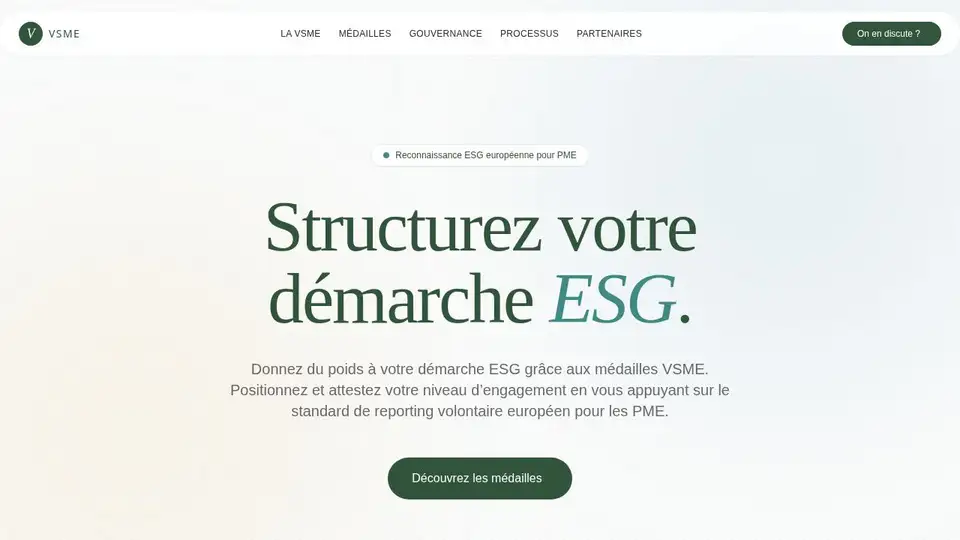 V VSME
LA VSME MÉDAILLES GOUVERNANCE PROCESSUS PARTENAIRES
On en discute ?
Reconnaissance ESG européenne pour PME
Structurez votre
démarche ESG.
Donnez du poids à votre démarche ESG grâce aux médailles VSME.
Positionnez et attestez votre niveau d’engagement en vous appuyant sur le
standard de reporting volontaire européen pour les PME.
Découvrez les médailles